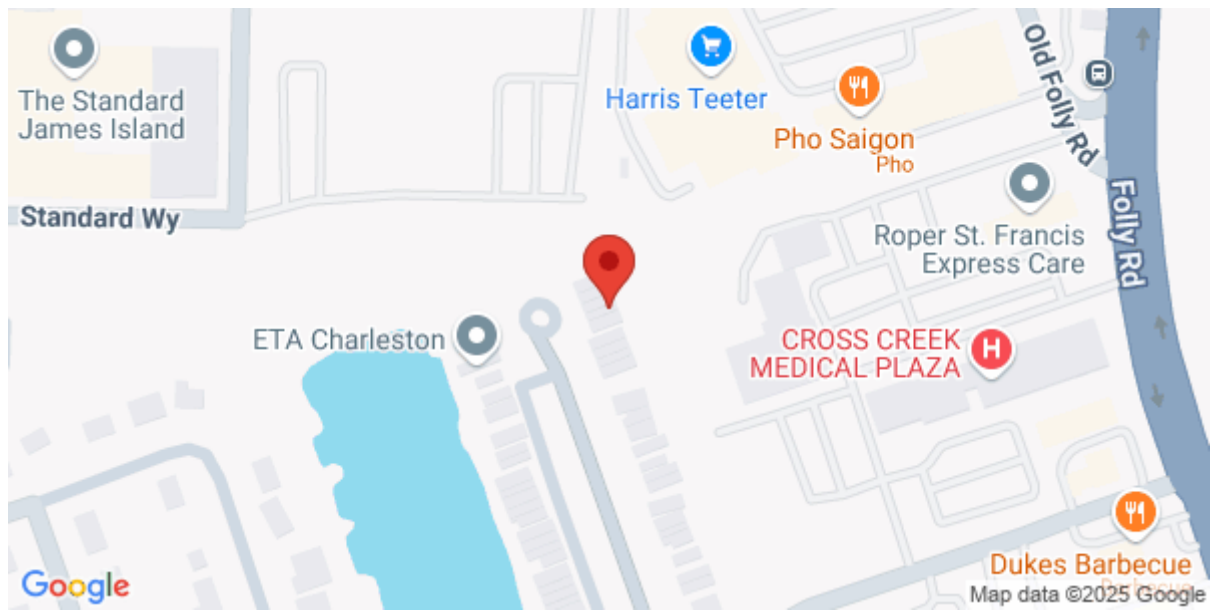 The Standard
James Island
Harris Teeter
Pho Saigon
Pho
Old Folly Rd
Folly Rd
Standard Wy
Roper St. Francis
Express Care
ETA Charleston
CROSS CREEK
MEDICAL PLAZA
H
Dukes Barbecue
Barbecue
Google
Map data ©2025 Google